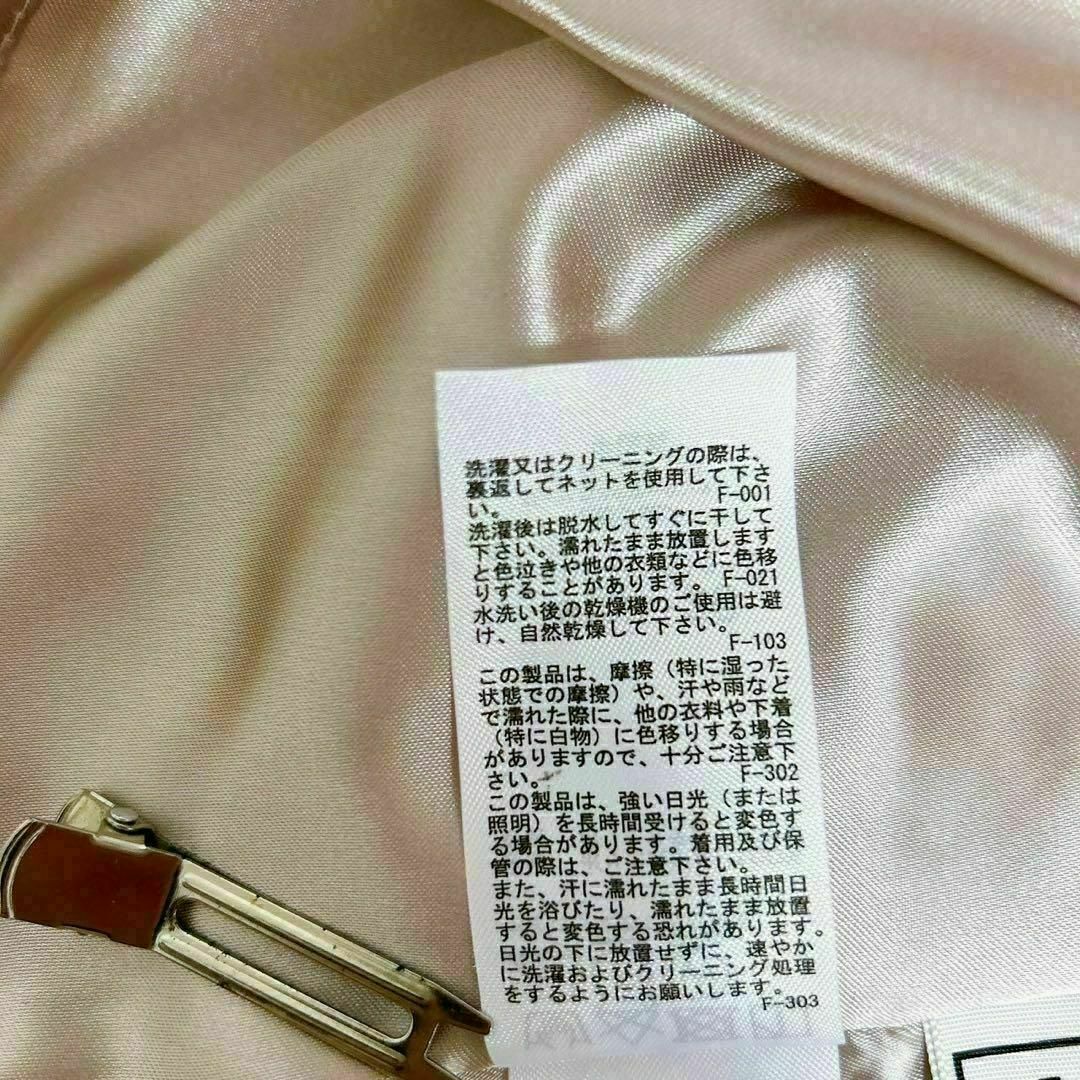 洗濯又はクリーニングの際は、
裏返してネットを使用して下さ
い。 F-001
洗濯後は脱水してすぐに干して
下さい。濡れたまま放置します
と色泣きや他の衣類などに色移
りすることがあります。 F-021
水洗い後の乾燥機のご使用は避
け、自然乾燥して下さい。
F-103
この製品は、摩擦（特に湿った
状態での摩擦）や、汗や雨など
で濡れた際に、他の衣料や下着
（特に白物）に色移りする場合
がありますので、十分ご注意下
さい。 F-302
この製品は、強い日光（または
照明）を長時間受けると変色す
る場合があります。着用及び保
管の際は、ご注意下さい。
また、汗に濡れたまま長時間日
光を浴びたり、濡れたまま放置
すると変色する恐れがあります。
日光の下に放置せずに、速やか
に洗濯およびクリーニング処理
をするようにお願いします。
F-303